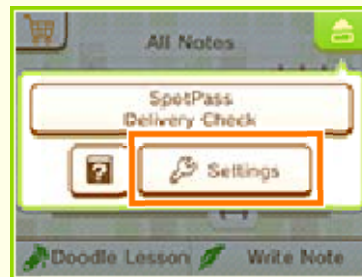 All Notes
SpotPass
Delivery Check
?
Settings
Doodle Lesson
Write Note